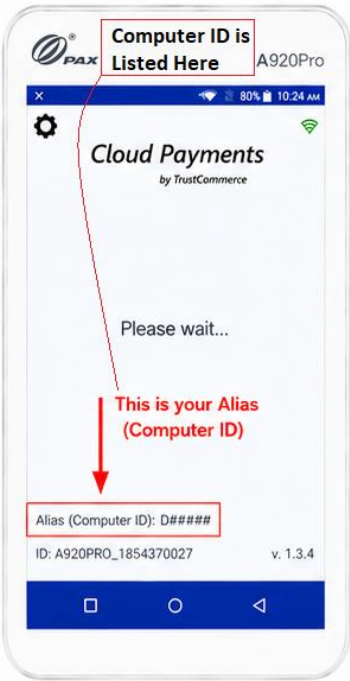 PAX
Computer ID is
Listed Here
A920Pro
80% 10:24 AM
Cloud Payments
by TrustCommerce
Please wait...
This is your Alias
(Computer ID)
Alias (Computer ID): D#####
ID: A920PRO_1854370027
v. 1.3.4